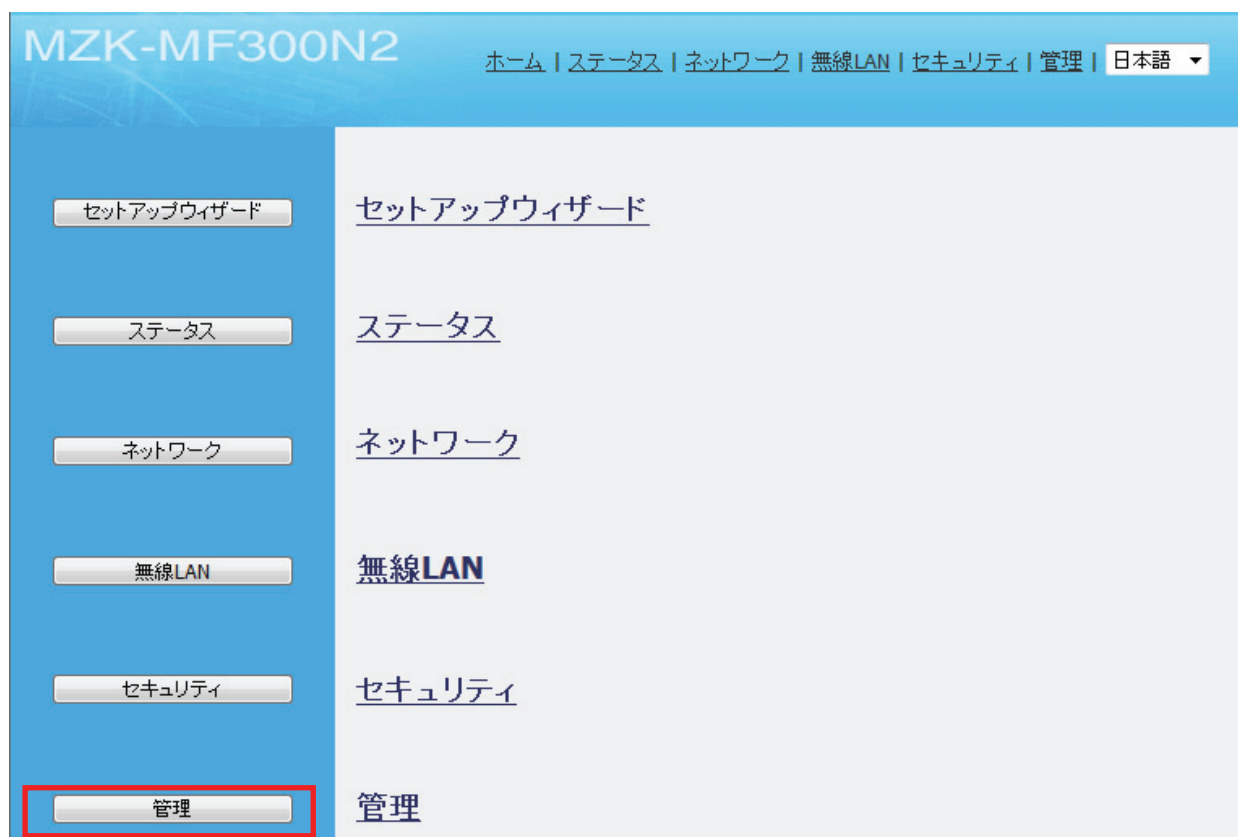 MZK-MF300N2
ホーム | ステータス | ネットワーク | 無線LAN | セキュリティ | 管理 | 日本語
セットアップウィザード セットアップウィザード
ステータス ステータス
ネットワーク ネットワーク
無線LAN 無線LAN
セキュリティ セキュリティ
管理 管理